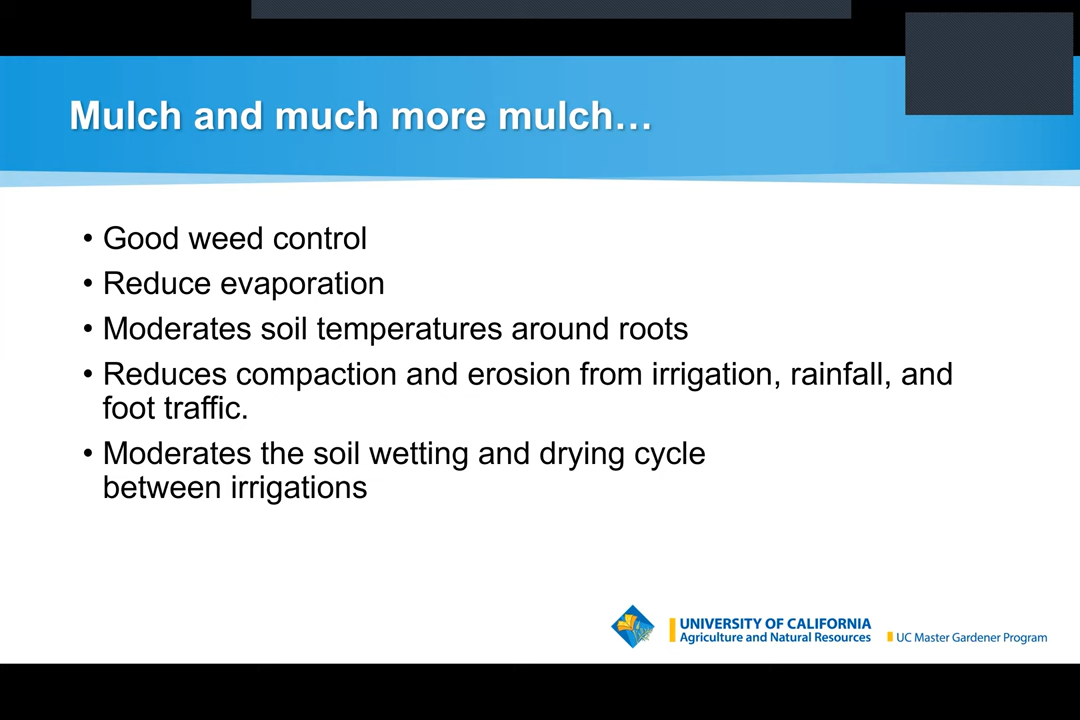 Mulch and much more mulch…
• Good weed control
• Reduce evaporation
• Moderates soil temperatures around roots
• Reduces compaction and erosion from irrigation, rainfall, and
foot traffic.
• Moderates the soil wetting and drying cycle
between irrigations
UNIVERSITY OF CALIFORNIA
Agriculture and Natural Resources
UC Master Gardener Program